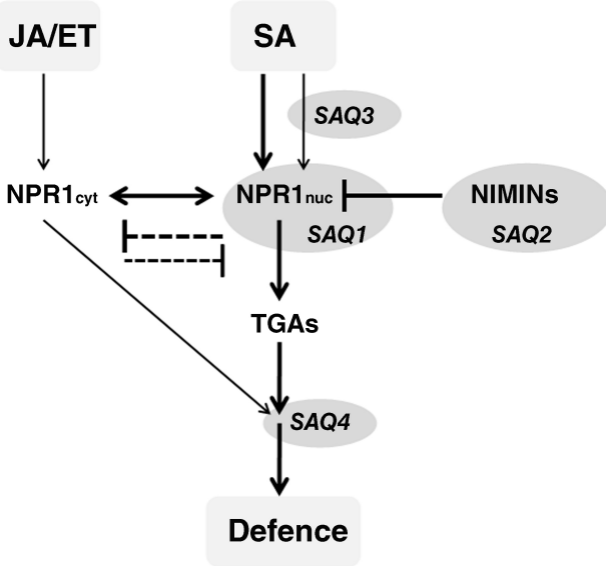 JA/ET
SA
SAQ3
NPR1cyt
NPR1nuc
NIMINs
SAQ1
SAQ2
TGAs
SAQ4
Defence